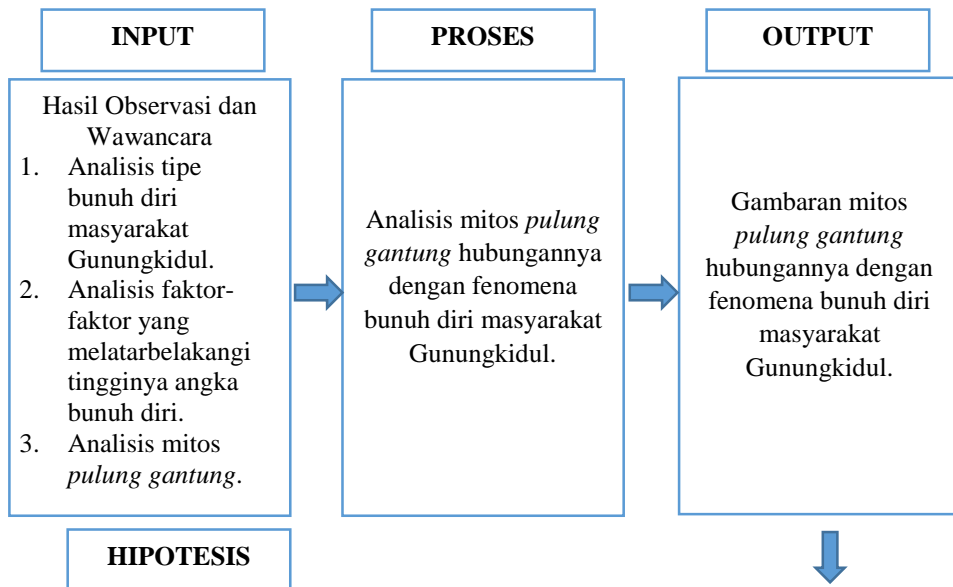 INPUT
Hasil Observasi dan
Wawancara
1. Analisis tipe
bunuh diri
masyarakat
Gunungkidul.
2. Analisis faktor-
faktor yang
melatarbelakangi
tingginya angka
bunuh diri.
3. Analisis mitos
pulung gantung.
PROSES
Analisis mitos pulung
gantung hubungannya
dengan fenomena
bunuh diri masyarakat
Gunungkidul.
OUTPUT
Gambaran mitos
pulung gantung
hubungannya dengan
fenomena bunuh diri
masyarakat
Gunungkidul.
HIPOTESIS